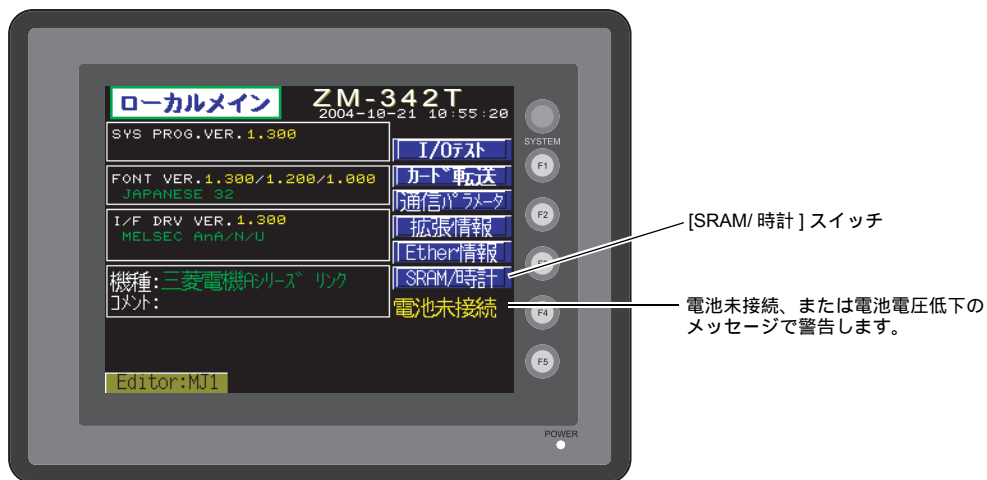 ローカルメイン
ZM-342T
2004-10-21 10:55:20
SYS PROG.VER.1.300
FONT VER.1.300/1.200/1.000
JAPANESE 32
I/F DRV VER.1.300
MELSEC AnA/N/U
機種:三菱電機Aシリーズ リンク
コメント:
I/Oテスト
カード転送
通信パラメータ
拡張情報
Ether情報
SRAM/時計
電池未接続
Editor:MJ1
SYSTEM
F1
F2
F3
F4
F5
POWER
[SRAM/ 時計 ] スイッチ
電池未接続、または電池電圧低下の
メッセージで警告します。